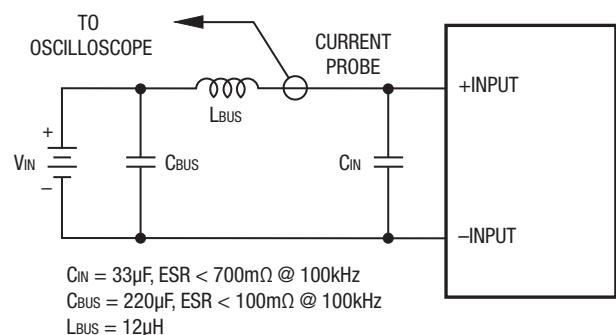 TO
OSCILLOSCOPE
CURRENT
PROBE
+INPUT
LBUS
+
VIN
–
CBUS
CIN
–INPUT
CIN = 33µF, ESR < 700mΩ @ 100kHz
CBUS = 220µF, ESR < 100mΩ @ 100kHz
LBUS = 12µH